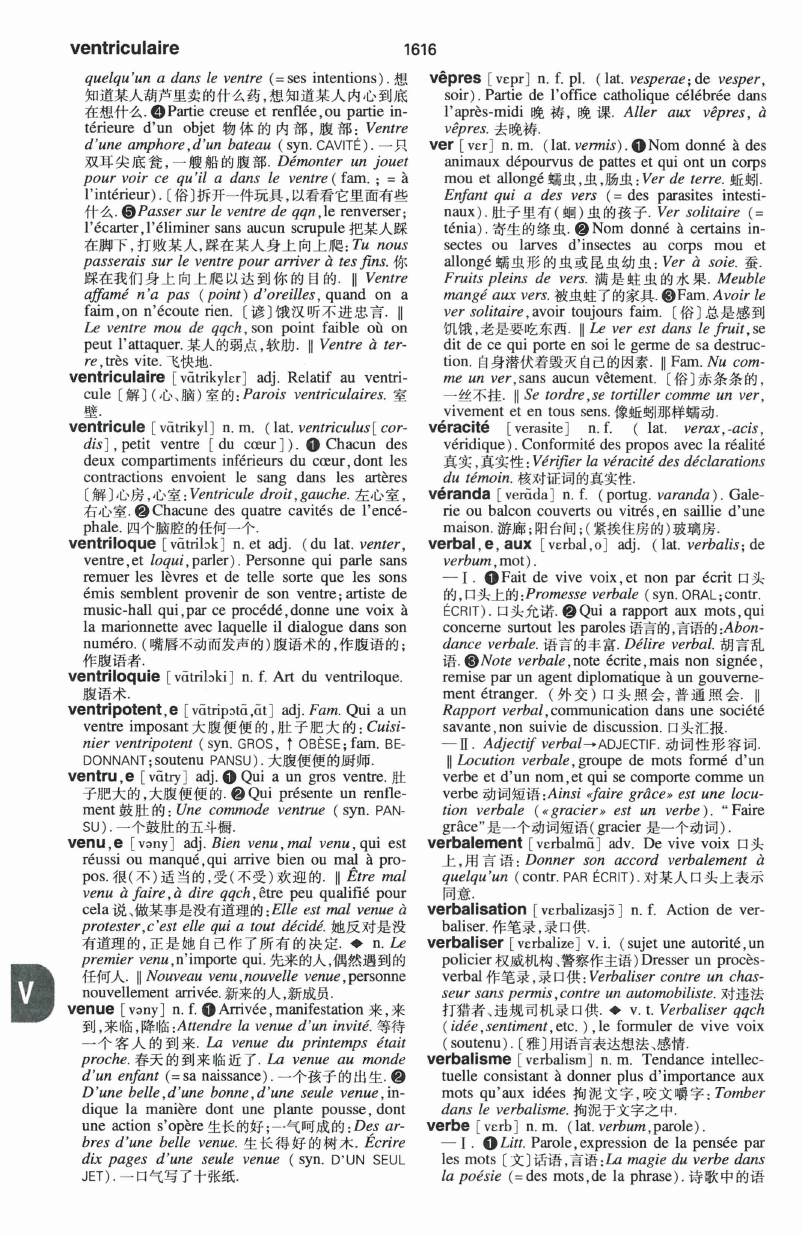 ventriculaire
1616
quelqu'un a dans le ventre (= ses intentions). 想
知道某人葫芦里卖的什么药,想知道某人内心到底
在想什么. ❹ Partie creuse et renflée, ou partie in-
térieure d'un objet 物体的内部,腹部: Ventre
d'une amphore, d'un bateau ( syn. CAVITÉ). 一只
双耳尖底瓮,一艘船的腹部. Démonter un jouet
pour voir ce qu'il a dans le ventre ( fam. ; = à
l'intérieur). [俗]拆开一件玩具,以看看它里面有些
什么. ❺ Passer sur le ventre de qqn, le renverser;
l'écarter, l'éliminer sans aucun scrupule 把某人踩
在脚下,打败某人,踩在某人身上向上爬: Tu nous
passerais sur le ventre pour arriver à tes fins. 你
踩在我们身上向上爬以达到你的目的. ‖ Ventre
affamé n'a pas ( point) d'oreilles, quand on a
faim, on n'écoute rien. [谚]饿汉听不进忠言. ‖
Le ventre mou de qqch, son point faible où on
peut l'attaquer. 某人的弱点,软肋. ‖ Ventre à ter-
re, très vite. 飞快地.
ventriculaire [vɑ̃trikylɛr] adj. Relatif au ventri-
cule [解](心、脑)室的: Parois ventriculaires. 室
壁.
ventricule [vɑ̃trikyl] n. m. ( lat. ventriculus [ cor-
dis], petit ventre [ du cœur]). ❶ Chacun des
deux compartiments inférieurs du cœur, dont les
contractions envoient le sang dans les artères
[解]心房,心室: Ventricule droit, gauche. 左心室,
右心室. ❷ Chacune des quatre cavités de l'encé-
phale. 四个脑腔的任何一个.
ventriloque [vɑ̃trilɔk] n. et adj. ( du lat. venter,
ventre, et loqui, parler). Personne qui parle sans
remuer les lèvres et de telle sorte que les sons
émis semblent provenir de son ventre; artiste de
music-hall qui, par ce procédé, donne une voix à
la marionnette avec laquelle il dialogue dans son
numéro. (嘴唇不动而发声的)腹语术的,作腹语的;
作腹语者.
ventriloquie [vɑ̃trilɔki] n. f. Art du ventriloque.
腹语术.
ventripotent, e [vɑ̃tripɔtɑ̃, ɑ̃t] adj. Fam. Qui a un
ventre imposant 大腹便便的,肚子肥大的: Cuisi-
nier ventripotent ( syn. GROS, ↑ OBÈSE; fam. BE-
DONNANT; soutenu PANSU). 大腹便便的厨师.
ventru, e [vɑ̃try] adj. ❶ Qui a un gros ventre. 肚
子肥大的,大腹便便的. ❷ Qui présente un renfle-
ment 鼓肚的: Une commode ventrue ( syn. PAN-
SU). 一个鼓肚的五斗橱.
venu, e [vəny] adj. Bien venu, mal venu, qui est
réussi ou manqué, qui arrive bien ou mal à pro-
pos. 很(不)适当的,受(不受)欢迎的. ‖ Être mal
venu à faire, à dire qqch, être peu qualifié pour
cela 说、做某事是没有道理的: Elle est mal venue à
protester, c'est elle qui a tout décidé. 她反对是没
有道理的,正是她自己作了所有的决定. ◆ n. Le
premier venu, n'importe qui. 先来的人,偶然遇到的
任何人. ‖ Nouveau venu, nouvelle venue, personne
nouvellement arrivée. 新来的人,新成员.
venue [vəny] n. f. ❶ Arrivée, manifestation 来,来
到,来临,降临: Attendre la venue d'un invité. 等待
一个客人的到来. La venue du printemps était
proche. 春天的到来临近了. La venue au monde
d'un enfant (= sa naissance). 一个孩子的出生. ❷
D'une belle, d'une bonne, d'une seule venue, in-
dique la manière dont une plante pousse, dont
une action s'opère 生长的好;一气呵成的: Des ar-
bres d'une belle venue. 生长得好的树木. Écrire
dix pages d'une seule venue ( syn. D'UN SEUL
JET). 一口气写了十张纸.
V
vêpres [vɛpr] n. f. pl. ( lat. vesperae; de vesper,
soir). Partie de l'office catholique célébrée dans
l'après-midi 晚祷,晚课. Aller aux vêpres, à
vêpres. 去晚祷.
ver [vɛr] n. m. (lat. vermis). ❶ Nom donné à des
animaux dépourvus de pattes et qui ont un corps
mou et allongé 蠕虫,虫,肠虫: Ver de terre. 蚯蚓.
Enfant qui a des vers (= des parasites intesti-
naux). 肚子里有(蛔)虫的孩子. Ver solitaire (=
ténia). 寄生的绦虫. ❷ Nom donné à certains in-
sectes ou larves d'insectes au corps mou et
allongé 蠕虫形的虫或昆虫幼虫: Ver à soie. 蚕.
Fruits pleins de vers. 满是蛀虫的水果. Meuble
mangé aux vers. 被虫蛀了的家具. ❸ Fam. Avoir le
ver solitaire, avoir toujours faim. [俗]总是感到
饥饿,老是要吃东西. ‖ Le ver est dans le fruit, se
dit de ce qui porte en soi le germe de sa destruc-
tion. 自身潜伏着毁灭自己的因素. ‖ Fam. Nu com-
me un ver, sans aucun vêtement. [俗]赤条条的,
一丝不挂. ‖ Se tordre, se tortiller comme un ver,
vivement et en tous sens. 像蚯蚓那样蠕动.
véracité [verasite] n. f. ( lat. verax, -acis,
véridique). Conformité des propos avec la réalité
真实,真实性: Vérifier la véracité des déclarations
du témoin. 核对证词的真实性.
véranda [verɑ̃da] n. f. (portug. varanda). Gale-
rie ou balcon couverts ou vitrés, en saillie d'une
maison. 游廊;阳台间;(紧挨住房的)玻璃房.
verbal, e, aux [vɛrbal, o] adj. (lat. verbalis; de
verbum, mot).
— Ⅰ. ❶ Fait de vive voix, et non par écrit 口头
的,口头上的: Promesse verbale ( syn. ORAL; contr.
ÉCRIT). 口头允诺. ❷ Qui a rapport aux mots, qui
concerne surtout les paroles 语言的,言语的: Abon-
dance verbale. 语言的丰富. Délire verbal. 胡言乱
语. ❸ Note verbale, note écrite, mais non signée,
remise par un agent diplomatique à un gouverne-
ment étranger. (外交)口头照会,普通照会. ‖
Rapport verbal, communication dans une société
savante, non suivie de discussion. 口头汇报.
— Ⅱ. Adjectif verbal→ADJECTIF. 动词性形容词.
‖ Locution verbale, groupe de mots formé d'un
verbe et d'un nom, et qui se comporte comme un
verbe 动词短语: Ainsi «faire grâce» est une locu-
tion verbale («gracier» est un verbe). “Faire
grâce”是一个动词短语(gracier 是一个动词).
verbalement [vɛrbalmɑ̃] adv. De vive voix 口头
上,用言语: Donner son accord verbalement à
quelqu'un (contr. PAR ÉCRIT). 对某人口头上表示
同意.
verbalisation [vɛrbalizasjɔ̃] n. f. Action de ver-
baliser. 作笔录,录口供.
verbaliser [vɛrbalize] v. i. (sujet une autorité, un
policier 权威机构、警察作主语) Dresser un procès-
verbal 作笔录,录口供: Verbaliser contre un chas-
seur sans permis, contre un automobiliste. 对违法
打猎者、违规司机录口供. ◆ v. t. Verbaliser qqch
( idée, sentiment, etc. ), le formuler de vive voix
( soutenu). [雅]用语言表达想法、感情.
verbalisme [vɛrbalism] n. m. Tendance intellec-
tuelle consistant à donner plus d'importance aux
mots qu'aux idées 拘泥文字,咬文嚼字: Tomber
dans le verbalisme. 拘泥于文字之中.
verbe [vɛrb] n. m. (lat. verbum, parole).
— Ⅰ. ❶ Litt. Parole, expression de la pensée par
les mots [文]话语,言语: La magie du verbe dans
la poésie (= des mots, de la phrase). 诗歌中的语